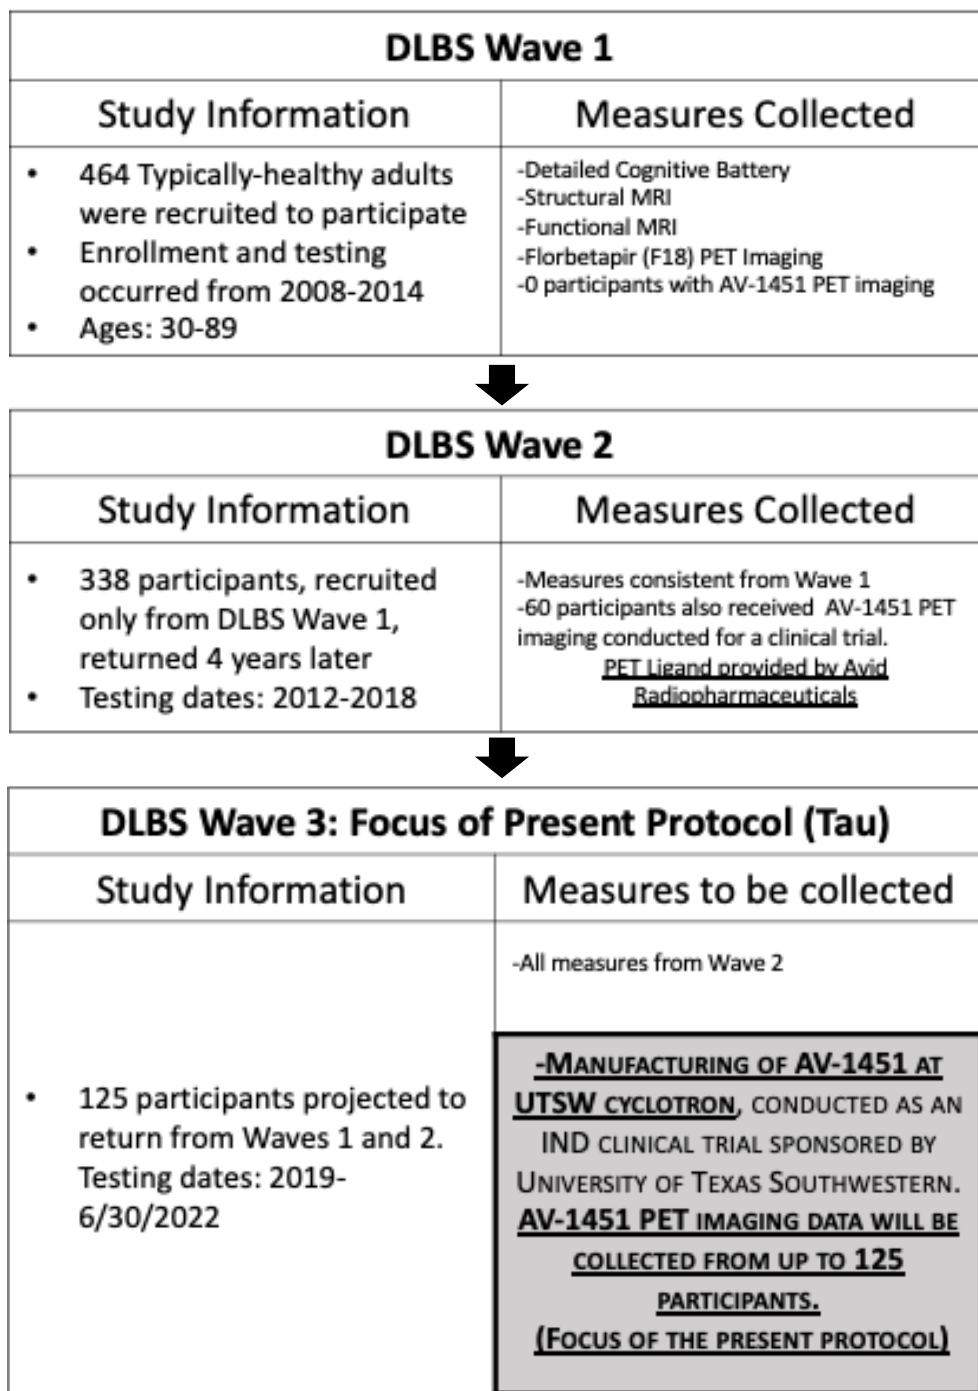 DLBS Wave 1
Study Information
Measures Collected
• 464 Typically-healthy adults
were recruited to participate
• Enrollment and testing
occurred from 2008-2014
• Ages: 30-89
-Detailed Cognitive Battery
-Structural MRI
-Functional MRI
-Florbetapir (F18) PET Imaging
-0 participants with AV-1451 PET imaging
DLBS Wave 2
Study Information
Measures Collected
• 338 participants, recruited
only from DLBS Wave 1,
returned 4 years later
• Testing dates: 2012-2018
-Measures consistent from Wave 1
-60 participants also received AV-1451 PET
imaging conducted for a clinical trial.
PET Ligand provided by Avid
Radiopharmaceuticals
DLBS Wave 3: Focus of Present Protocol (Tau)
Study Information
Measures to be collected
• 125 participants projected to
return from Waves 1 and 2.
Testing dates: 2019-
6/30/2022
-All measures from Wave 2
-MANUFACTURING OF AV-1451 AT
UTSW CYCLOTRON, CONDUCTED AS AN
IND CLINICAL TRIAL SPONSORED BY
UNIVERSITY OF TEXAS SOUTHWESTERN.
AV-1451 PET IMAGING DATA WILL BE
COLLECTED FROM UP TO 125
PARTICIPANTS.
(FOCUS OF THE PRESENT PROTOCOL)